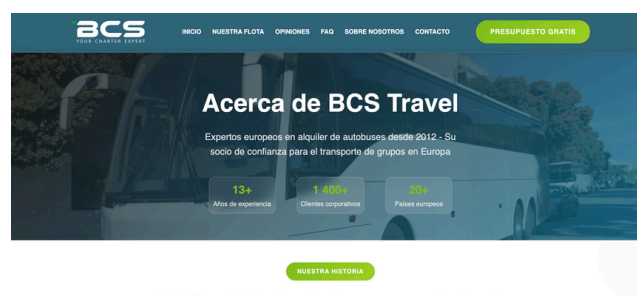 BCS
YOUR CHARTER EXPERT
INICIO NUESTRA FLOTA OPINIONES FAQ SOBRE NOSOTROS CONTACTO
PRESUPUESTO GRATIS
Acerca de BCS Travel
Expertos europeos en alquiler de autobuses desde 2012 - Su
socio de confianza para el transporte de grupos en Europa
13+
Años de experiencia
1 400+
Clientes corporativos
20+
Países europeos
NUESTRA HISTORIA